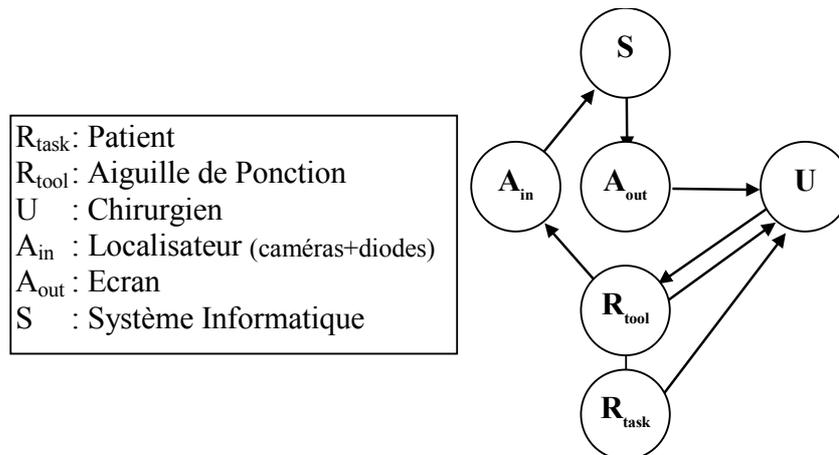 R_task : Patient
R_tool : Aiguille de Ponction
U : Chirurgien
A_in : Localisateur (caméras+diodes)
A_out : Ecran
S : Système Informatique
S
A_in
A_out
U
R_tool
R_task